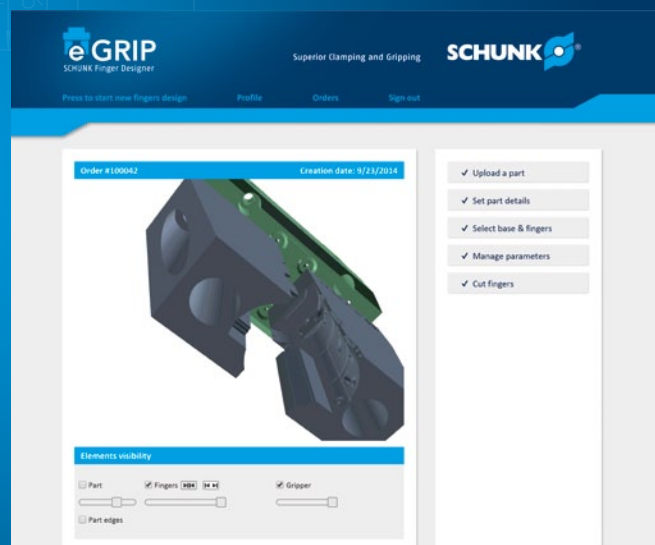 eGRIP
SCHUNK Finger Designer
Superior Clamping and Gripping
SCHUNK
Press to start new fingers design
Profile
Orders
Sign out
Order #100042
Creation date: 9/23/2014
Upload a part
Set part details
Select base & fingers
Manage parameters
Cut fingers
Elements visibility
Part
Fingers
Gripper
Part edges